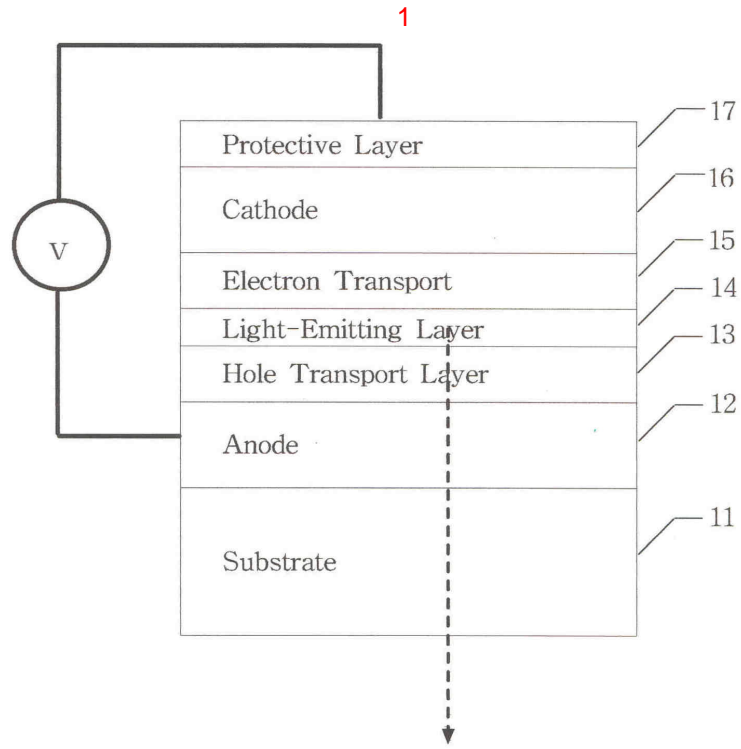 1
Protective Layer
17
Cathode
16
Electron Transport
15
V
Light-Emitting Layer
14
Hole Transport Layer
13
Anode
12
Substrate
11